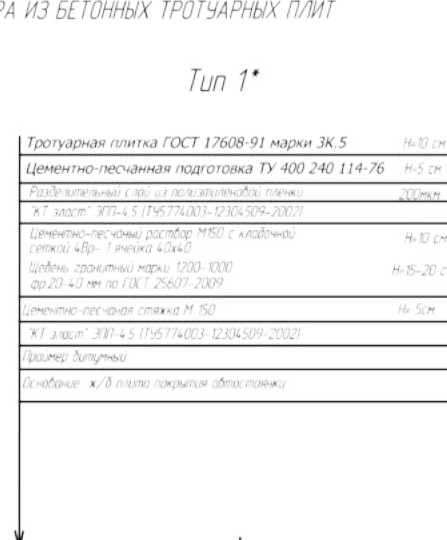 РА ИЗ БЕТОННЫХ ТРОТУАРНЫХ ПЛИТ
Тип 1*
Тротуарная плитка ГОСТ 17608-91 марки 3К.5 H=10 см
Цементно-песчанная подготовка ТУ 400 240 114-76 H=5 см
Разделительный слой из полиэтиленовой пленки 200мкм
"КТ эласт" ЭПП-4,5 (ТУ5774003-12304509-2002)
Цементно-песчаный раствор М150 с кладочной H=10 см
сеткой 4Вр- 1 ячейка 40х40
Щебень гранитный марки 1200-1000 H=15-20 с
фр 20-40 мм по ГОСТ 25607-2009
Цементно-песчаная стяжка М 150 H= 5см
"КТ эласт" ЭПП-4.5 (ТУ5774003-12304509-2002)
Праймер битумный
Основание ж/б плита покрытия автостоянки